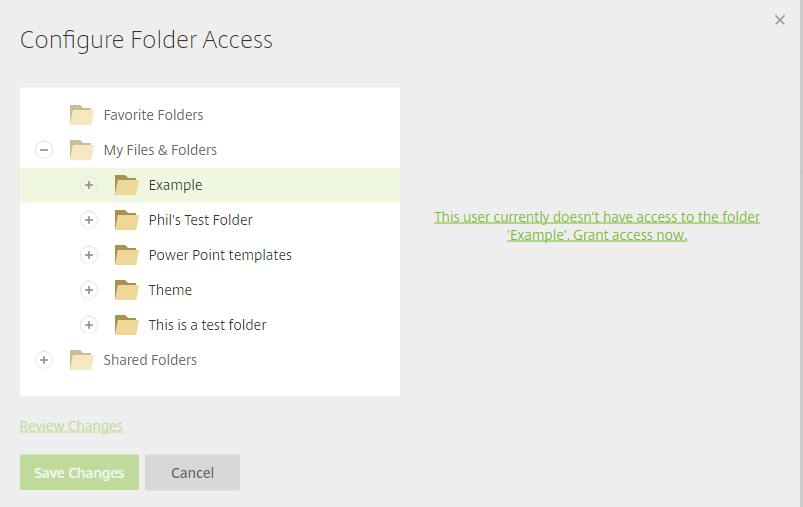 Configure Folder Access
Favorite Folders
My Files & Folders
Example
Phil's Test Folder
Power Point templates
Theme
This is a test folder
Shared Folders
This user currently doesn't have access to the folder
'Example'. Grant access now.
Review Changes
Save Changes
Cancel